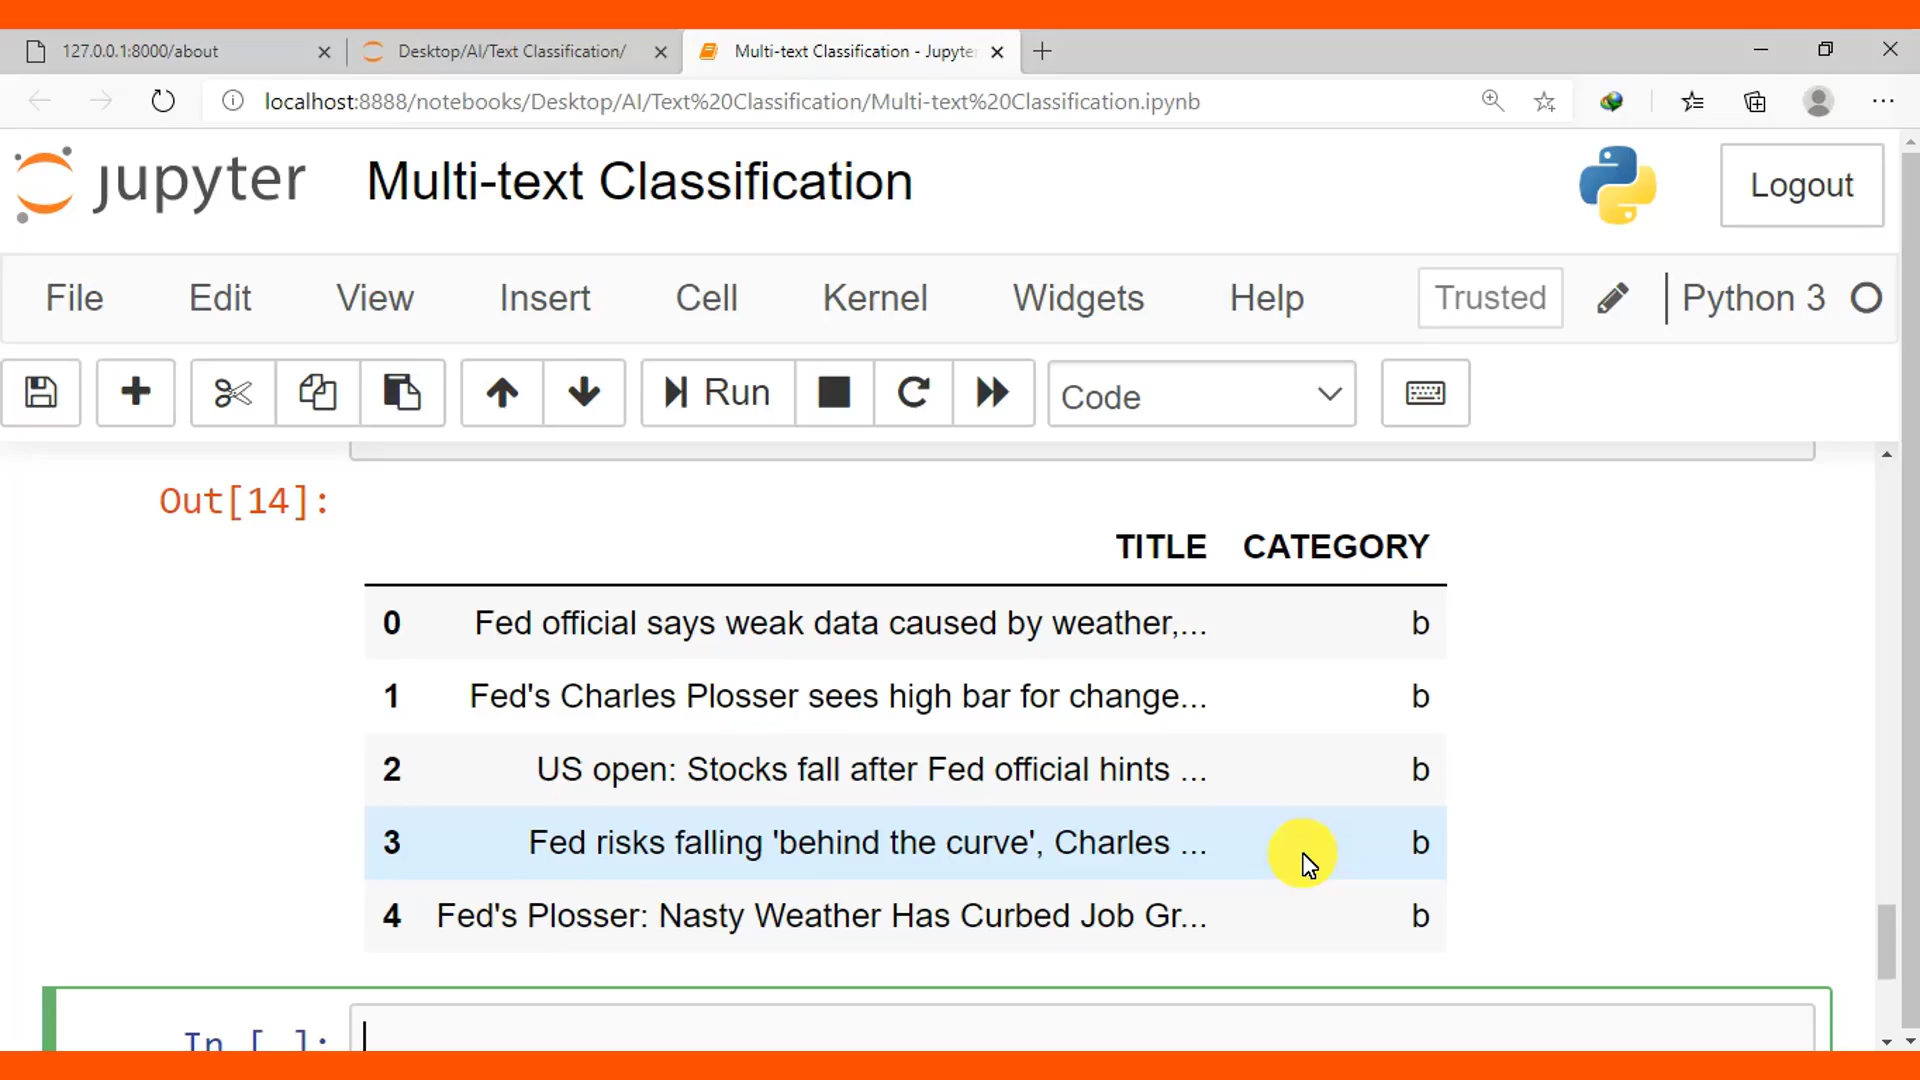 127.0.0.1:8000/about
Desktop/AI/Text Classification/
Multi-text Classification - Jupyte
localhost:8888/notebooks/Desktop/AI/Text%20Classification/Multi-text%20Classification.ipynb
jupyter Multi-text Classification Logout
File Edit View Insert Cell Kernel Widgets Help Trusted Python 3
Run Code
Out[14]:
TITLE CATEGORY
0 Fed official says weak data caused by weather,... b
1 Fed's Charles Plosser sees high bar for change... b
2 US open: Stocks fall after Fed official hints ... b
3 Fed risks falling 'behind the curve', Charles ... b
4 Fed's Plosser: Nasty Weather Has Curbed Job Gr... b
In [ ]: